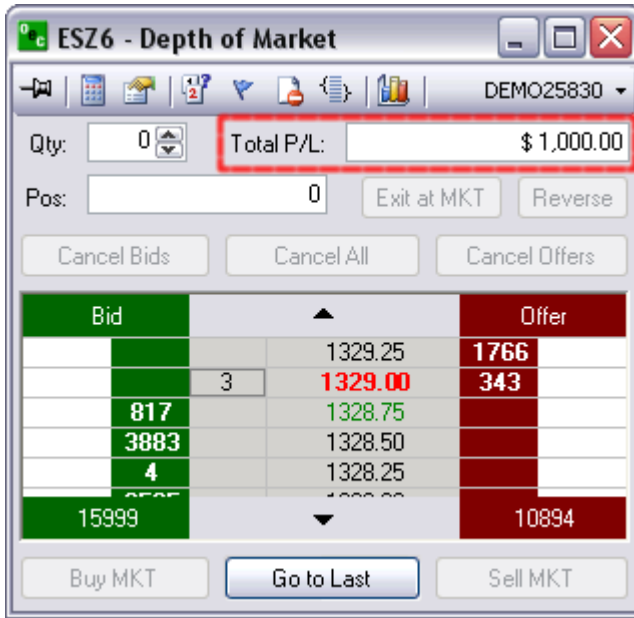 ESZ6 - Depth of Market
DEMO25830
Qty: 0 Total P/L: $ 1,000.00
Pos: 0 Exit at MKT Reverse
Cancel Bids Cancel All Cancel Offers
Bid Offer
1329.25 1766
3 1329.00 343
817 1328.75
3883 1328.50
4 1328.25
15999 10894
Buy MKT Go to Last Sell MKT